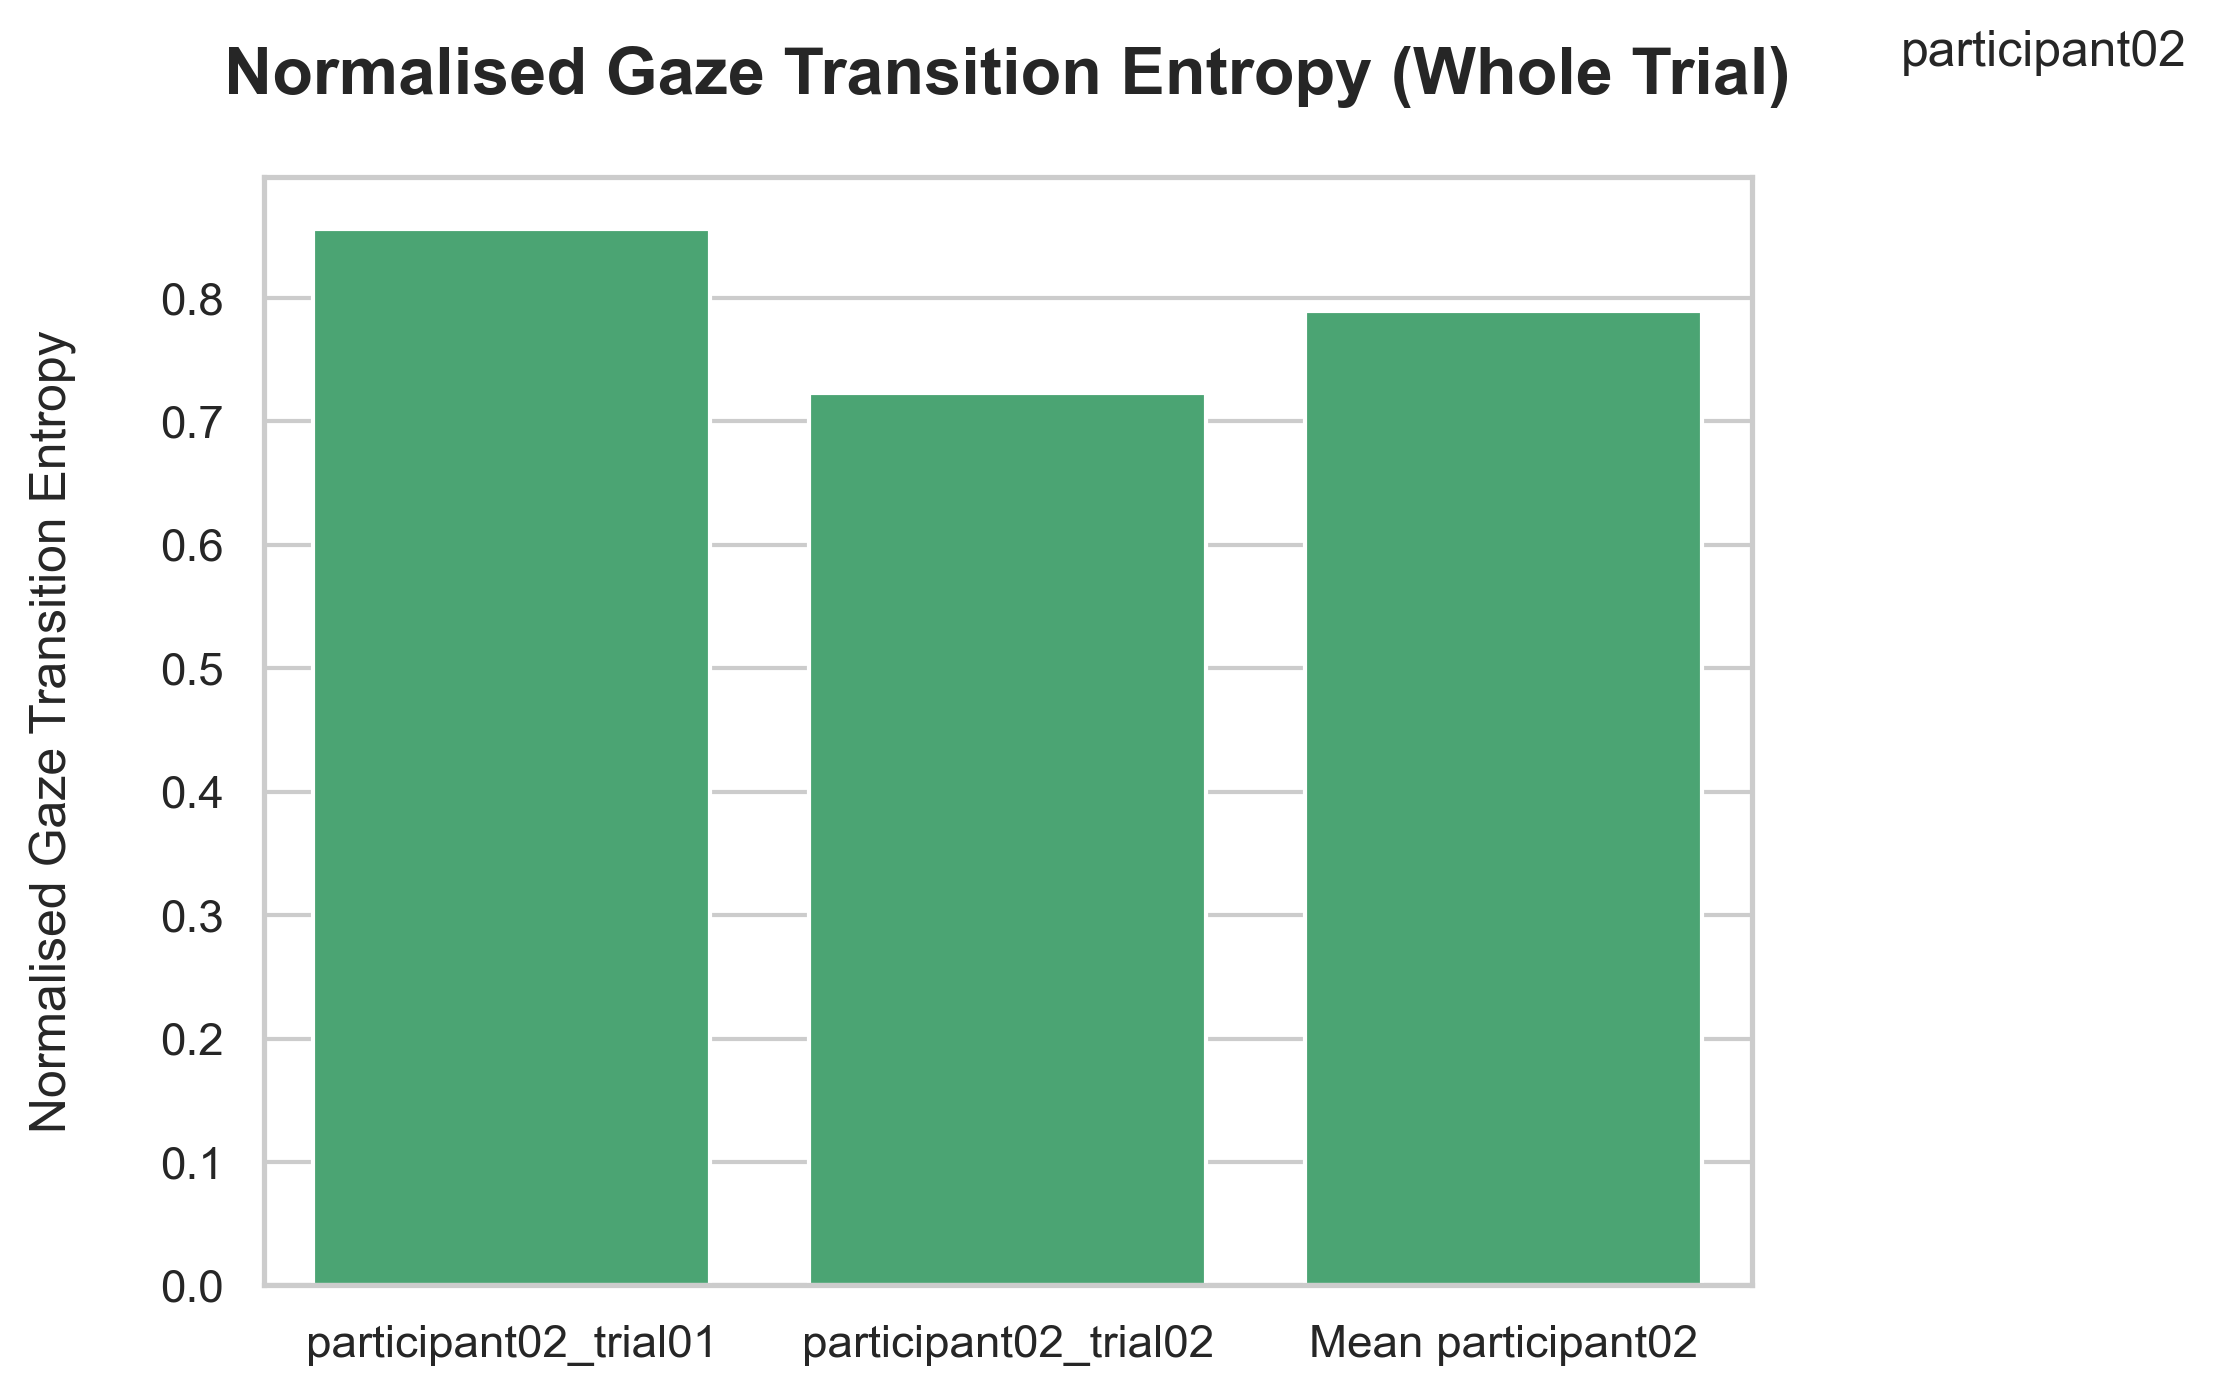 Normalised Gaze Transition Entropy (Whole Trial)
participant02
Normalised Gaze Transition Entropy
0.8
0.7
0.6
0.5
0.4
0.3
0.2
0.1
0.0
participant02_trial01
participant02_trial02
Mean participant02